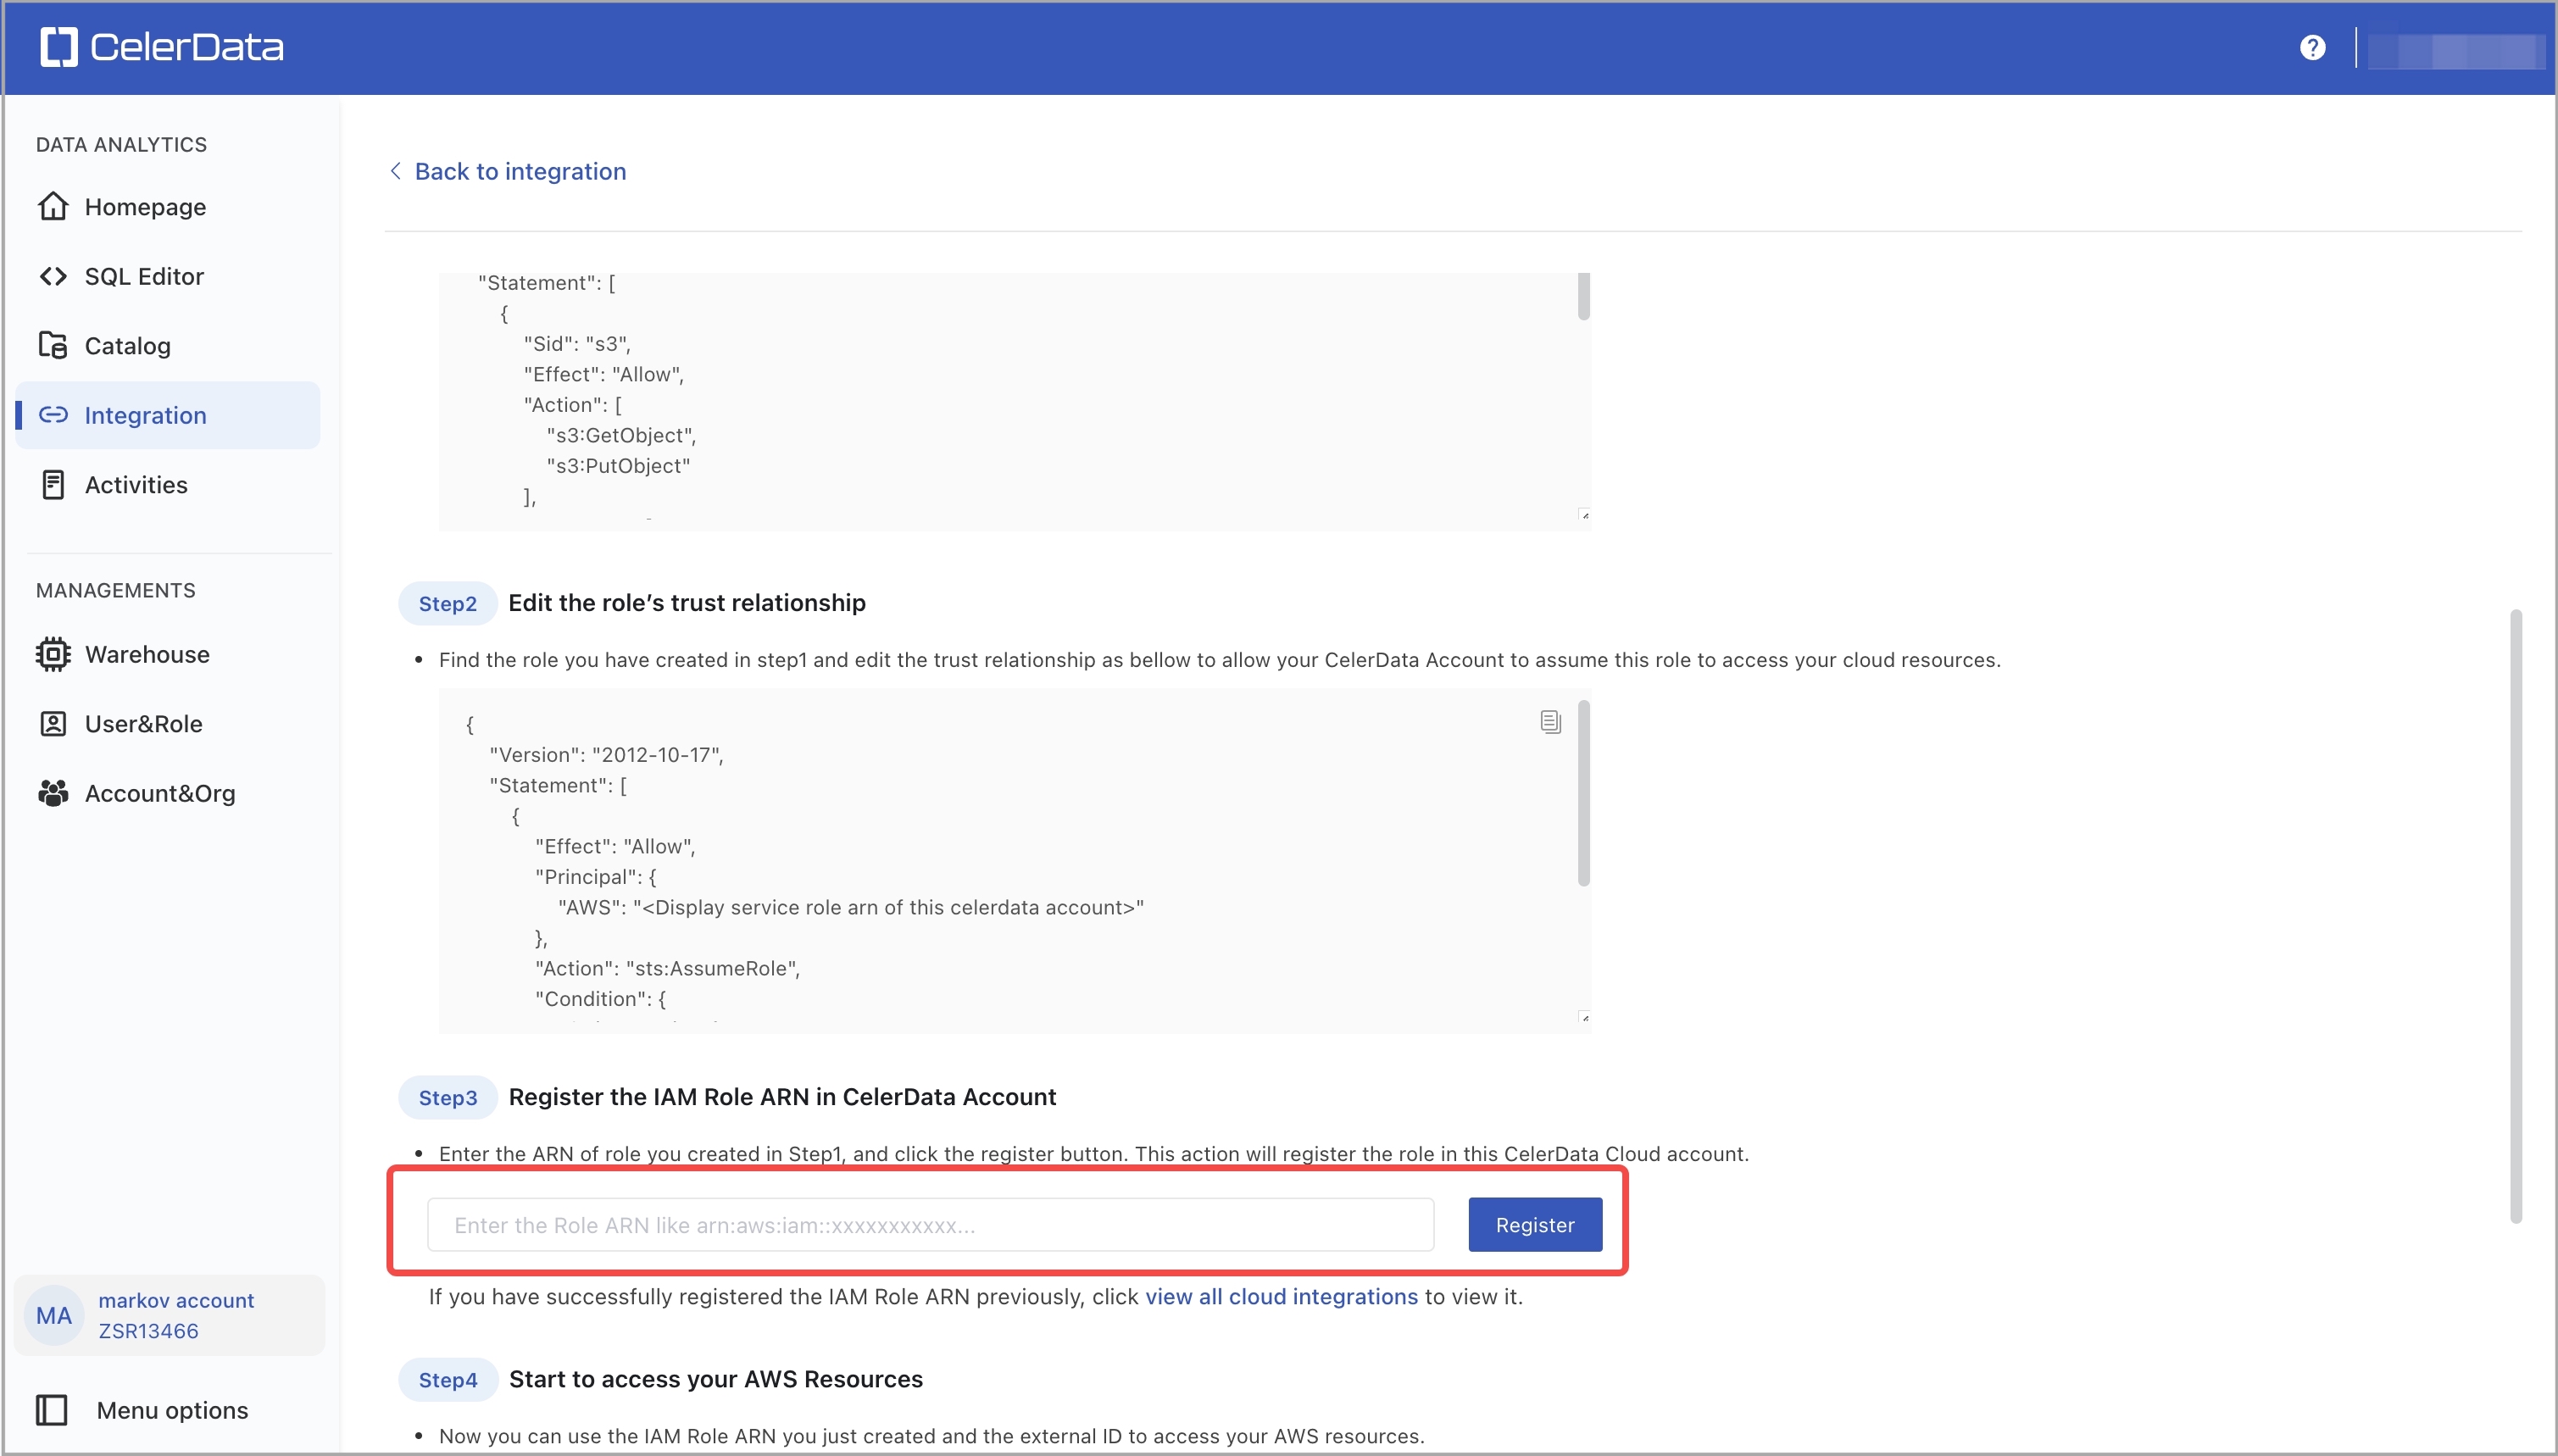 CelerData
?
DATA ANALYTICS
Homepage
SQL Editor
Catalog
Integration
Activities
MANAGEMENTS
Warehouse
User&Role
Account&Org
MA
markov account
ZSR13466
Menu options
Back to integration
"Statement": [
{
"Sid": "s3",
"Effect": "Allow",
"Action": [
"s3:GetObject",
"s3:PutObject"
],
Step2 Edit the role’s trust relationship
• Find the role you have created in step1 and edit the trust relationship as bellow to allow your CelerData Account to assume this role to access your cloud resources.
{
"Version": "2012-10-17",
"Statement": [
{
"Effect": "Allow",
"Principal": {
"AWS": "<Display service role arn of this celerdata account>"
},
"Action": "sts:AssumeRole",
"Condition": {
Step3 Register the IAM Role ARN in CelerData Account
• Enter the ARN of role you created in Step1, and click the register button. This action will register the role in this CelerData Cloud account.
Enter the Role ARN like arn:aws:iam::xxxxxxxxxxx...
Register
If you have successfully registered the IAM Role ARN previously, click view all cloud integrations to view it.
Step4 Start to access your AWS Resources
• Now you can use the IAM Role ARN you just created and the external ID to access your AWS resources.